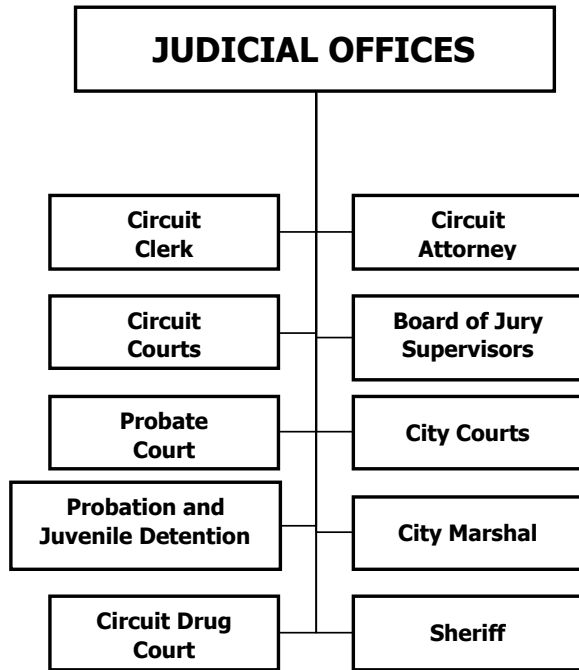 JUDICIAL OFFICES
Circuit
Clerk
Circuit
Attorney
Circuit
Courts
Board of Jury
Supervisors
Probate
Court
City Courts
Probation and
Juvenile Detention
City Marshal
Circuit Drug
Court
Sheriff